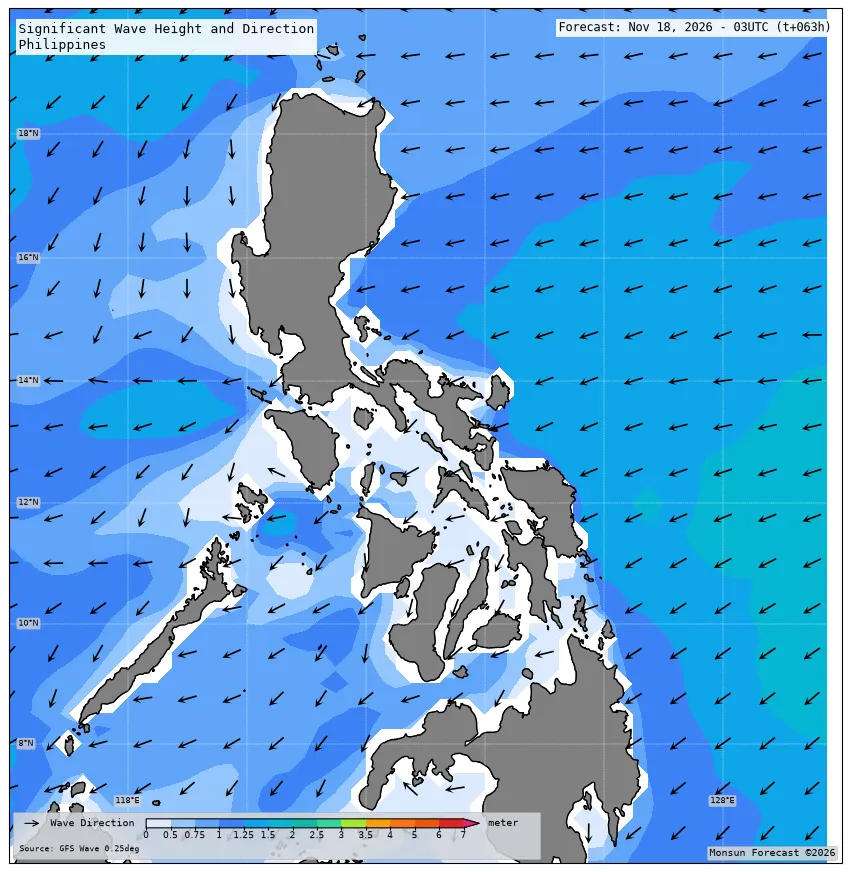 Significant Wave Height and Direction
Philippines
Forecast: Nov 18, 2026 - 03UTC (t+063h)
18°N
16°N
14°N
12°N
10°N
8°N
118°E
128°E
Wave Direction
0 0.5 0.75 1 1.25 1.5 2 2.5 3 3.5 4 5 6 7
meter
Source: GFS Wave 0.25deg
Monsun Forecast ©2026